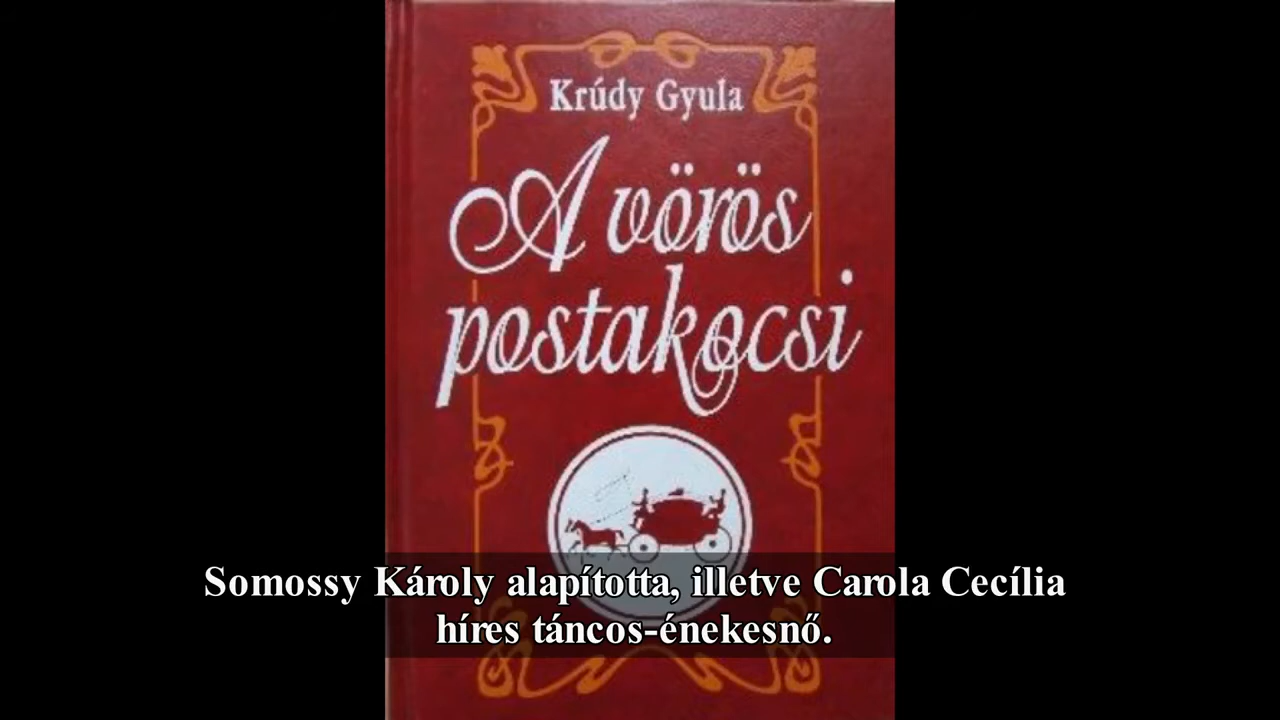 Krúdy Gyula
A vörös
postakocsi
Somossy Károly alapította, illetve Carola Cecília
híres táncos-énekesnő.